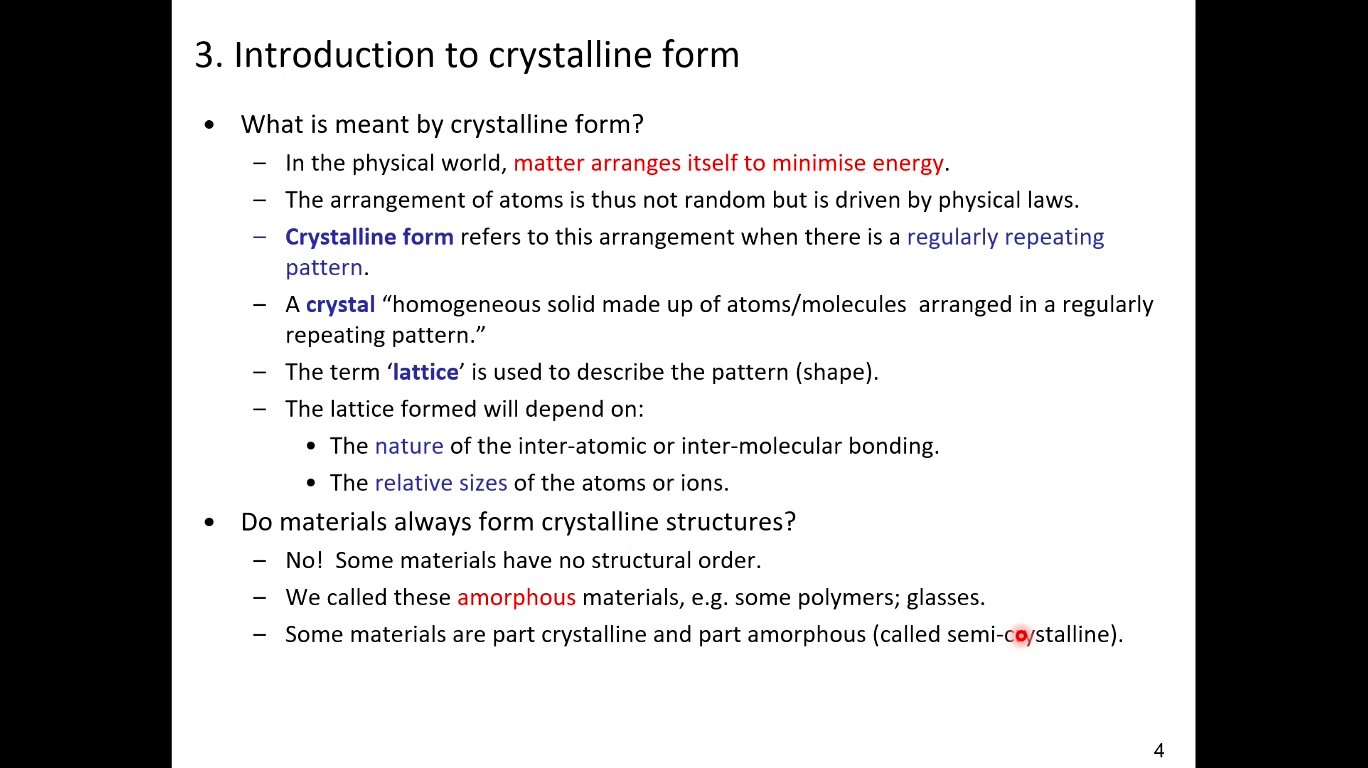 3. Introduction to crystalline form
• What is meant by crystalline form?
– In the physical world, matter arranges itself to minimise energy.
– The arrangement of atoms is thus not random but is driven by physical laws.
– Crystalline form refers to this arrangement when there is a regularly repeating
pattern.
– A crystal “homogeneous solid made up of atoms/molecules  arranged in a regularly
repeating pattern.”
– The term ‘lattice’ is used to describe the pattern (shape).
– The lattice formed will depend on:
• The nature of the inter-atomic or inter-molecular bonding.
• The relative sizes of the atoms or ions.
• Do materials always form crystalline structures?
– No!  Some materials have no structural order.
– We called these amorphous materials, e.g. some polymers; glasses.
– Some materials are part crystalline and part amorphous (called semi-crystalline).
4